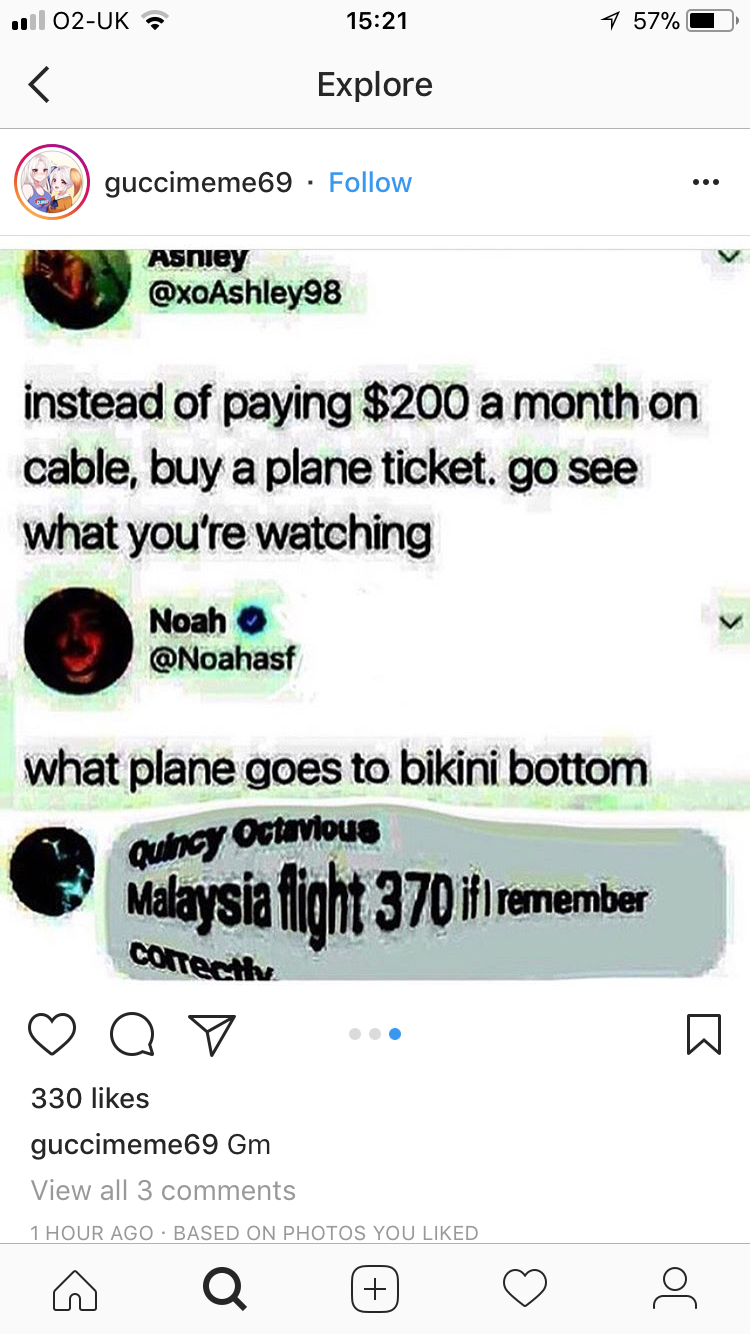 O2-UK 15:21 57%
Explore
guccimeme69 · Follow
Ashley
@xoAshley98
instead of paying $200 a month on
cable, buy a plane ticket. go see
what you're watching
Noah
@Noahasf
what plane goes to bikini bottom
Quincy Octavious
Malaysia flight 370 if I remember
correctly
330 likes
guccimeme69 Gm
View all 3 comments
1 HOUR AGO · BASED ON PHOTOS YOU LIKED